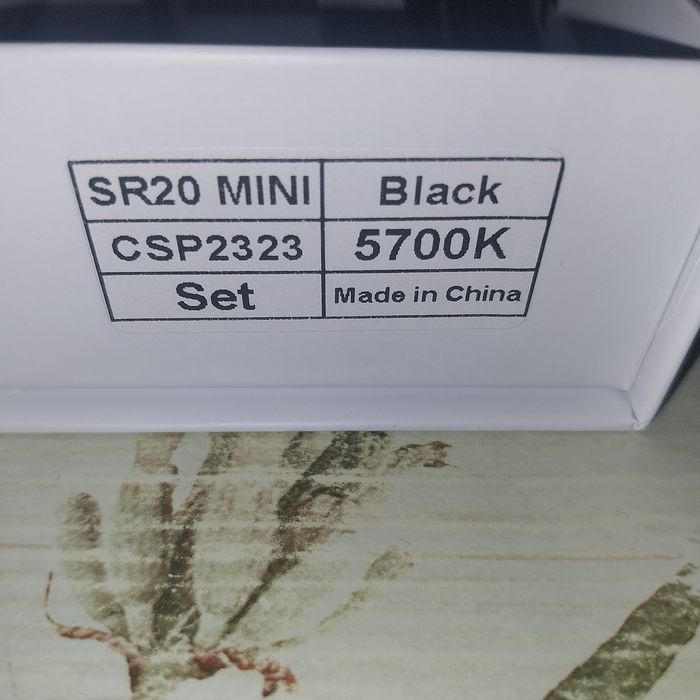 SR20 MINI Black
CSP2323 5700K
Set Made in China